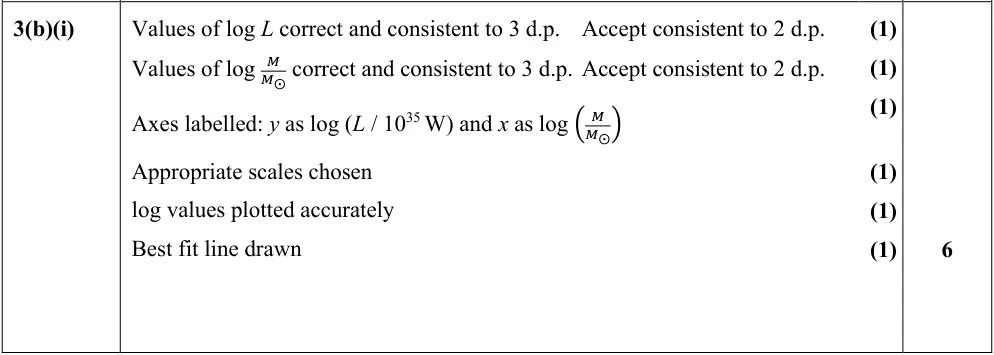 3(b)(i) Values of log L correct and consistent to 3 d.p. Accept consistent to 2 d.p. (1)
Values of log M/M⊙ correct and consistent to 3 d.p. Accept consistent to 2 d.p. (1)
(1)
Axes labelled: y as log (L / 10³⁵ W) and x as log (M/M⊙)
Appropriate scales chosen (1)
log values plotted accurately (1)
Best fit line drawn (1) 6